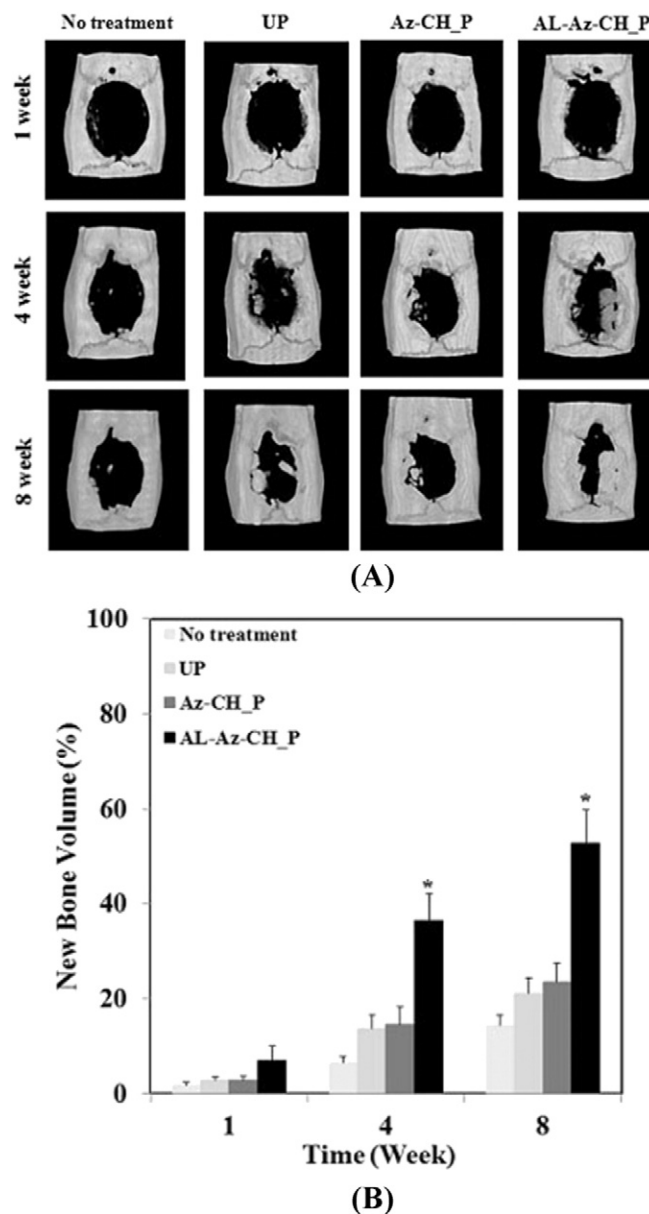 No treatment UP Az-CH_P AL-Az-CH_P
1 week
4 week
8 week
(A)
100
80
60
40
20
0
New Bone Volume (%)
No treatment
UP
Az-CH_P
AL-Az-CH_P
*
*
1 4 8
Time (Week)
(B)